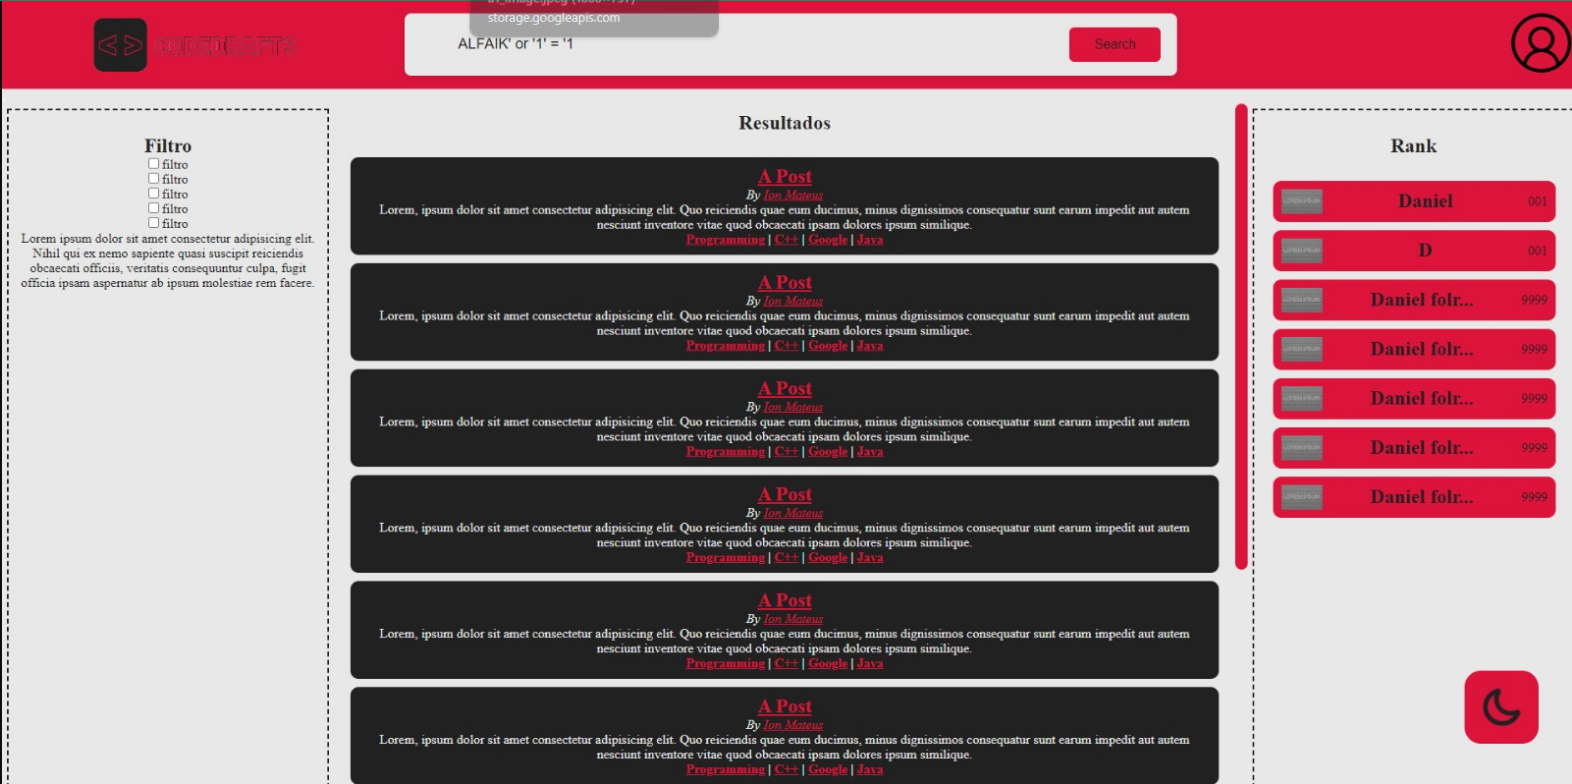 storage.googleapis.com
ALFAIK' or '1' = '1
Search
Filtro
filtro
filtro
filtro
filtro
filtro
Lorem ipsum dolor sit amet consectetur adipisicing elit.
Nihil qui ex nemo sapiente quasi suscipit reiciendis
obcaecati officiis, veritatis consequuntur culpa, fugit
officia ipsam aspernatur ab ipsum molestiae rem facere.
Resultados
A Post
By Ion Mateus
Lorem, ipsum dolor sit amet consectetur adipisicing elit. Quo reiciendis quae eum ducimus, minus dignissimos consequatur sunt earum impedit aut autem
nesciunt inventore vitae quod obcaecati ipsam dolores ipsum similique.
Programming | C++ | Google | Java
A Post
By Ion Mateus
Lorem, ipsum dolor sit amet consectetur adipisicing elit. Quo reiciendis quae eum ducimus, minus dignissimos consequatur sunt earum impedit aut autem
nesciunt inventore vitae quod obcaecati ipsam dolores ipsum similique.
Programming | C++ | Google | Java
A Post
By Ion Mateus
Lorem, ipsum dolor sit amet consectetur adipisicing elit. Quo reiciendis quae eum ducimus, minus dignissimos consequatur sunt earum impedit aut autem
nesciunt inventore vitae quod obcaecati ipsam dolores ipsum similique.
Programming | C++ | Google | Java
A Post
By Ion Mateus
Lorem, ipsum dolor sit amet consectetur adipisicing elit. Quo reiciendis quae eum ducimus, minus dignissimos consequatur sunt earum impedit aut autem
nesciunt inventore vitae quod obcaecati ipsam dolores ipsum similique.
Programming | C++ | Google | Java
A Post
By Ion Mateus
Lorem, ipsum dolor sit amet consectetur adipisicing elit. Quo reiciendis quae eum ducimus, minus dignissimos consequatur sunt earum impedit aut autem
nesciunt inventore vitae quod obcaecati ipsam dolores ipsum similique.
Programming | C++ | Google | Java
A Post
By Ion Mateus
Lorem, ipsum dolor sit amet consectetur adipisicing elit. Quo reiciendis quae eum ducimus, minus dignissimos consequatur sunt earum impedit aut autem
nesciunt inventore vitae quod obcaecati ipsam dolores ipsum similique.
Programming | C++ | Google | Java
Rank
Daniel 001
D 001
Daniel folr... 9999
Daniel folr... 9999
Daniel folr... 9999
Daniel folr... 9999
Daniel folr... 9999